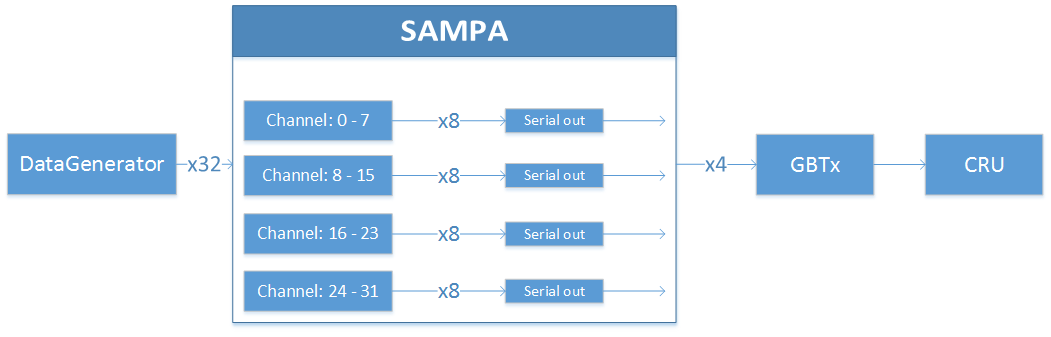 SAMPA
DataGenerator
x32
Channel: 0 - 7
x8
Serial out
Channel: 8 - 15
x8
Serial out
Channel: 16 - 23
x8
Serial out
Channel: 24 - 31
x8
Serial out
x4
GBTx
CRU